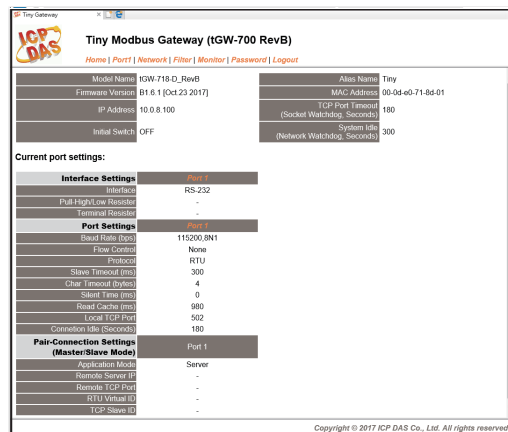 Tiny Gateway
ICP DAS
Tiny Modbus Gateway (tGW-700 RevB)
Home | Port1 | Network | Filter | Monitor | Password | Logout
Model Name tGW-718-D_RevB Alias Name Tiny
Firmware Version B1.6.1 [Oct.23 2017] MAC Address 00-0d-e0-71-8d-01
IP Address 10.0.8.100 TCP Port Timeout (Socket Watchdog, Seconds) 180
Initial Switch OFF System Idle (Network Watchdog, Seconds) 300
Current port settings:
Interface Settings Port 1
Interface RS-232
Pull-High/Low Resister -
Terminal Resister -
Port Settings Port 1
Baud Rate (bps) 115200,8N1
Flow Control None
Protocol RTU
Slave Timeout (ms) 300
Char Timeout (bytes) 4
Silent Time (ms) 0
Read Cache (ms) 980
Local TCP Port 502
Connetion Idle (Seconds) 180
Pair-Connection Settings (Master/Slave Mode) Port 1
Application Mode Server
Remote Server IP -
Remote TCP Port -
RTU Virtual ID -
TCP Slave ID -
Copyright © 2017 ICP DAS Co., Ltd. All rights reserved